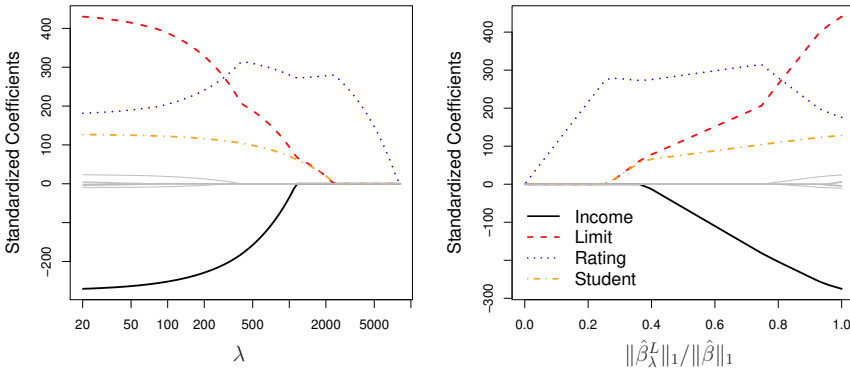 Standardized Coefficients
400
300
200
100
0
−200
20 50 100 200 500 2000 5000
λ
Standardized Coefficients
400
300
200
100
0
−100
−300
Income
Limit
Rating
Student
0.0 0.2 0.4 0.6 0.8 1.0
‖β̂λᴸ‖₁/‖β̂‖₁